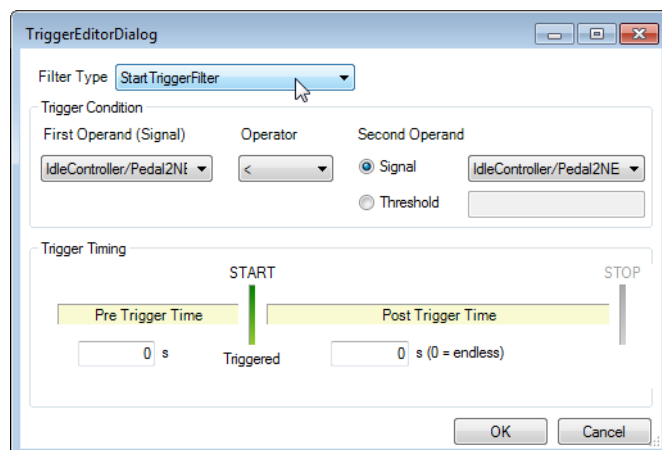 TriggerEditorDialog
Filter Type StartTriggerFilter
Trigger Condition
First Operand (Signal) Operator Second Operand
IdleController/Pedal2NE < Signal IdleController/Pedal2NE
Threshold
Trigger Timing
START STOP
Pre Trigger Time Post Trigger Time
0 s Triggered 0 s (0 = endless)
OK Cancel